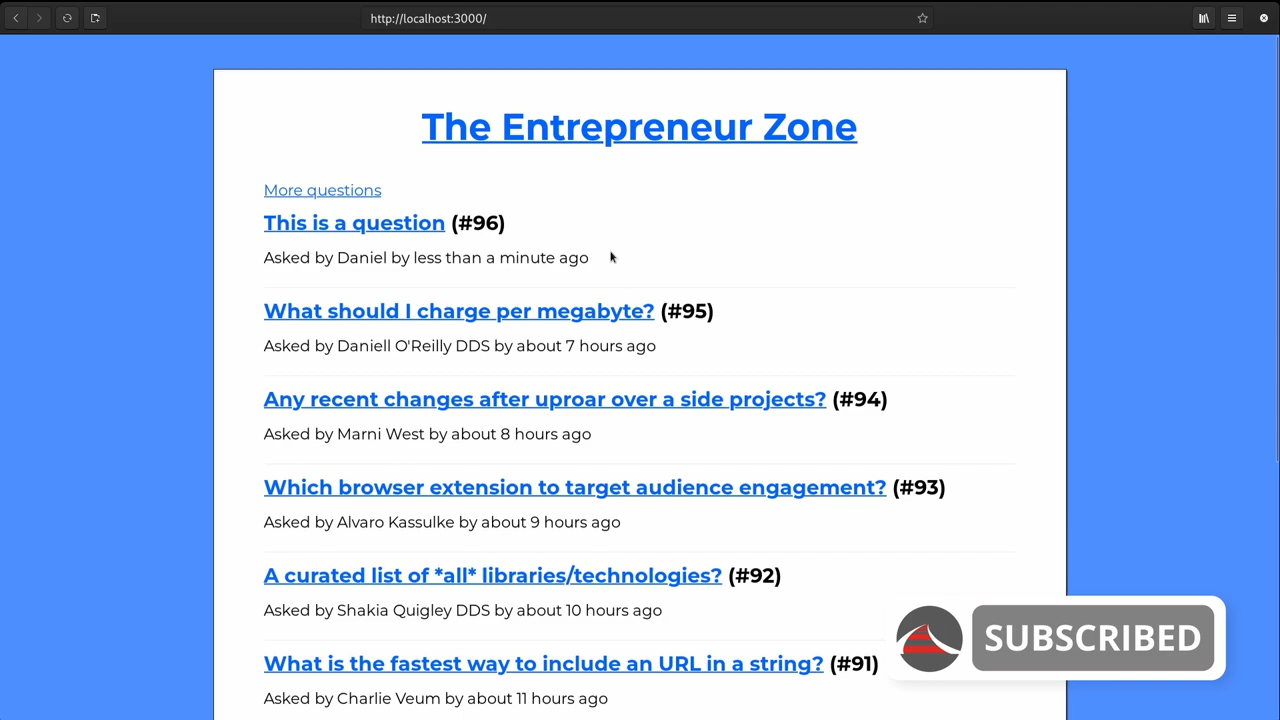 http://localhost:3000/
The Entrepreneur Zone
More questions
This is a question (#96)
Asked by Daniel by less than a minute ago
What should I charge per megabyte? (#95)
Asked by Daniell O'Reilly DDS by about 7 hours ago
Any recent changes after uproar over a side projects? (#94)
Asked by Marni West by about 8 hours ago
Which browser extension to target audience engagement? (#93)
Asked by Alvaro Kassulke by about 9 hours ago
A curated list of *all* libraries/technologies? (#92)
Asked by Shakia Quigley DDS by about 10 hours ago
SUBSCRIBED
What is the fastest way to include an URL in a string? (#91)
Asked by Charlie Veum by about 11 hours ago